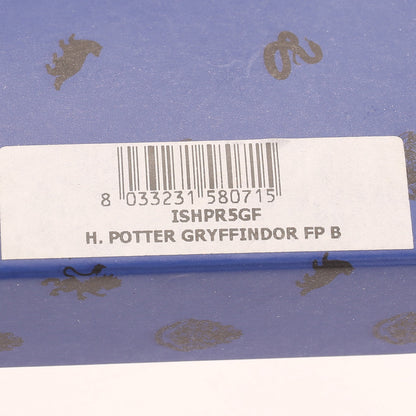 8 033231 580715
ISHPR5GF
H. POTTER GRYFFINDOR FP B